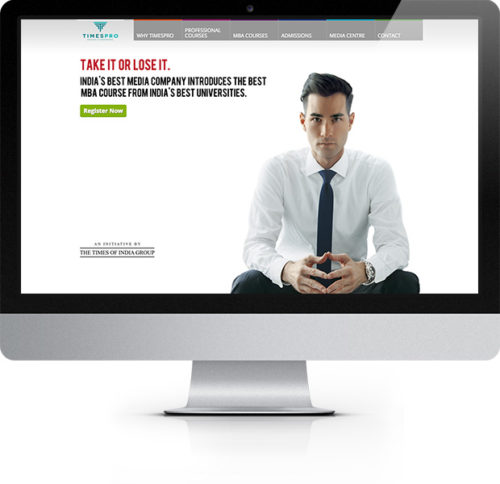 TIMESPRO
WHY TIMESPRO
PROFESSIONAL
COURSES
MBA COURSES
ADMISSIONS
MEDIA CENTRE
CONTACT
TAKE IT OR LOSE IT.
INDIA'S BEST MEDIA COMPANY INTRODUCES THE BEST
MBA COURSE FROM INDIA'S BEST UNIVERSITIES.
Register Now
AN INITIATIVE BY
THE TIMES OF INDIA GROUP